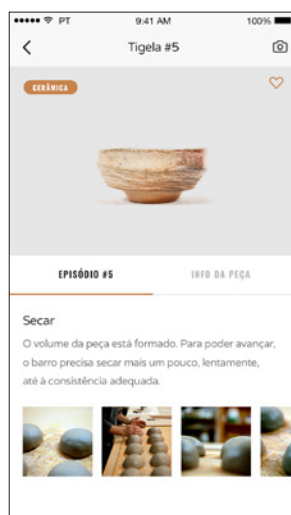 PT 9:41 AM 100%
Tigela #5
CERÂMICA
EPISÓDIO #5 INFO DA PEÇA
Secar
O volume da peça está formado. Para poder avançar,
o barro precisa secar mais um pouco, lentamente,
até à consistência adequada.